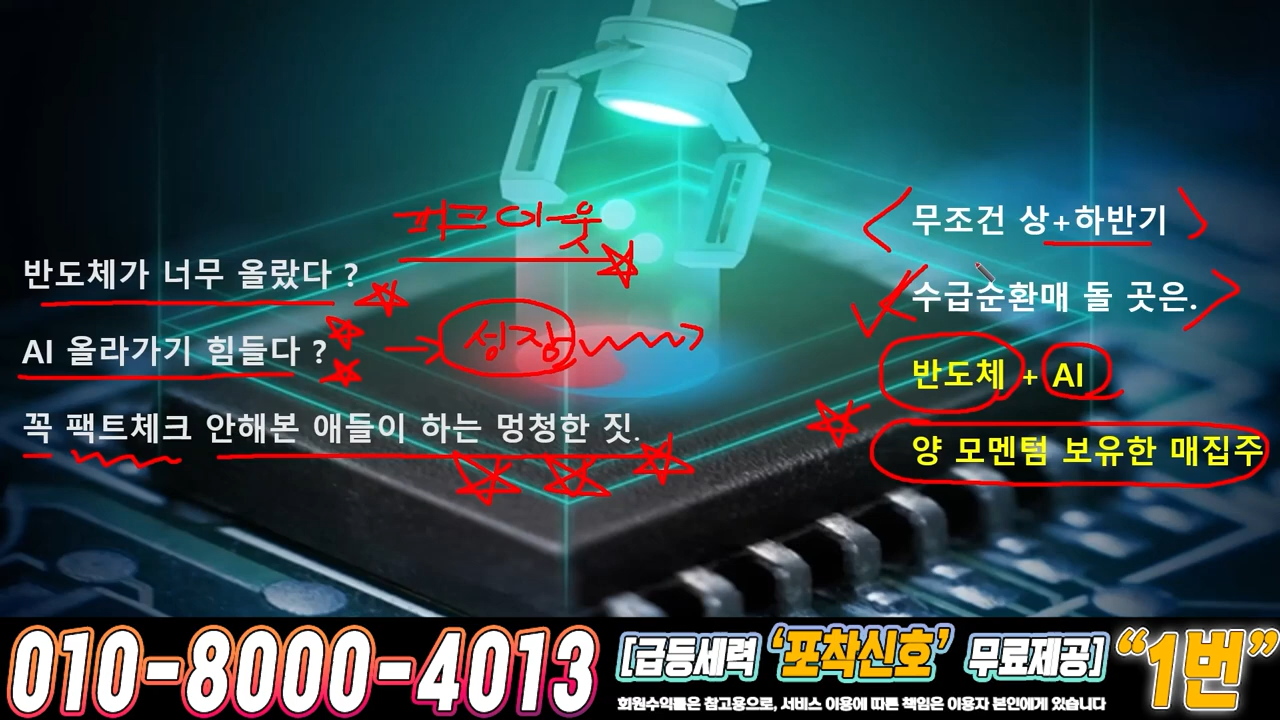 피크아웃
반도체가 너무 올랐다 ?
AI 올라가기 힘들다 ?
성장
꼭 팩트체크 안해본 애들이 하는 멍청한 짓.
무조건 상+하반기
수급순환매 돌 곳은.
반도체 + AI
양 모멘텀 보유한 매집주
010-8000-4013
[급등세력 ‘포착신호’ 무료제공] “1번”
회원수익률은 참고용으로, 서비스 이용에 따른 책임은 이용자 본인에게 있습니다